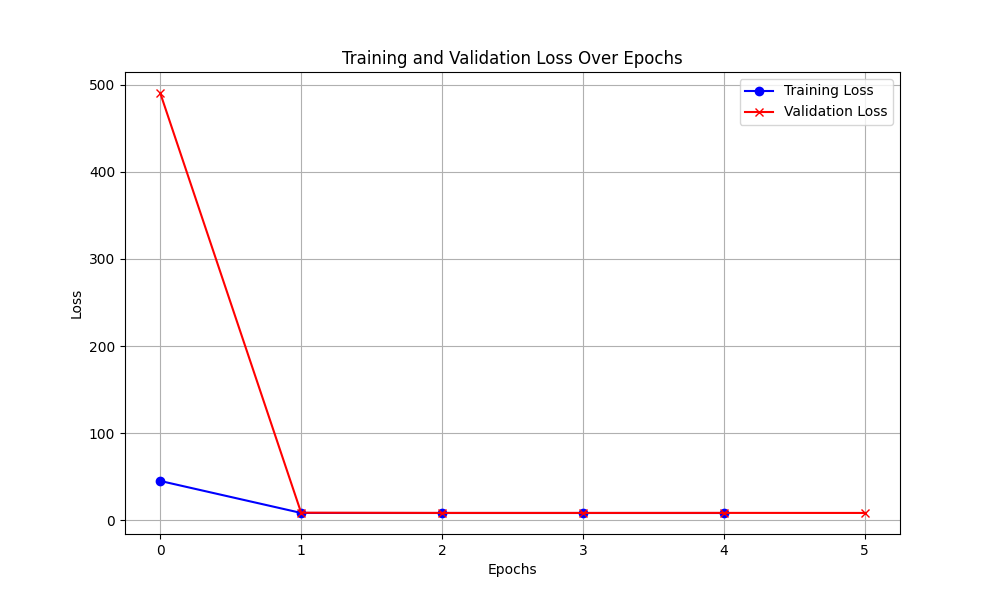 Training and Validation Loss Over Epochs
Training Loss
Validation Loss
500
400
300
200
100
0
Loss
0 1 2 3 4 5
Epochs